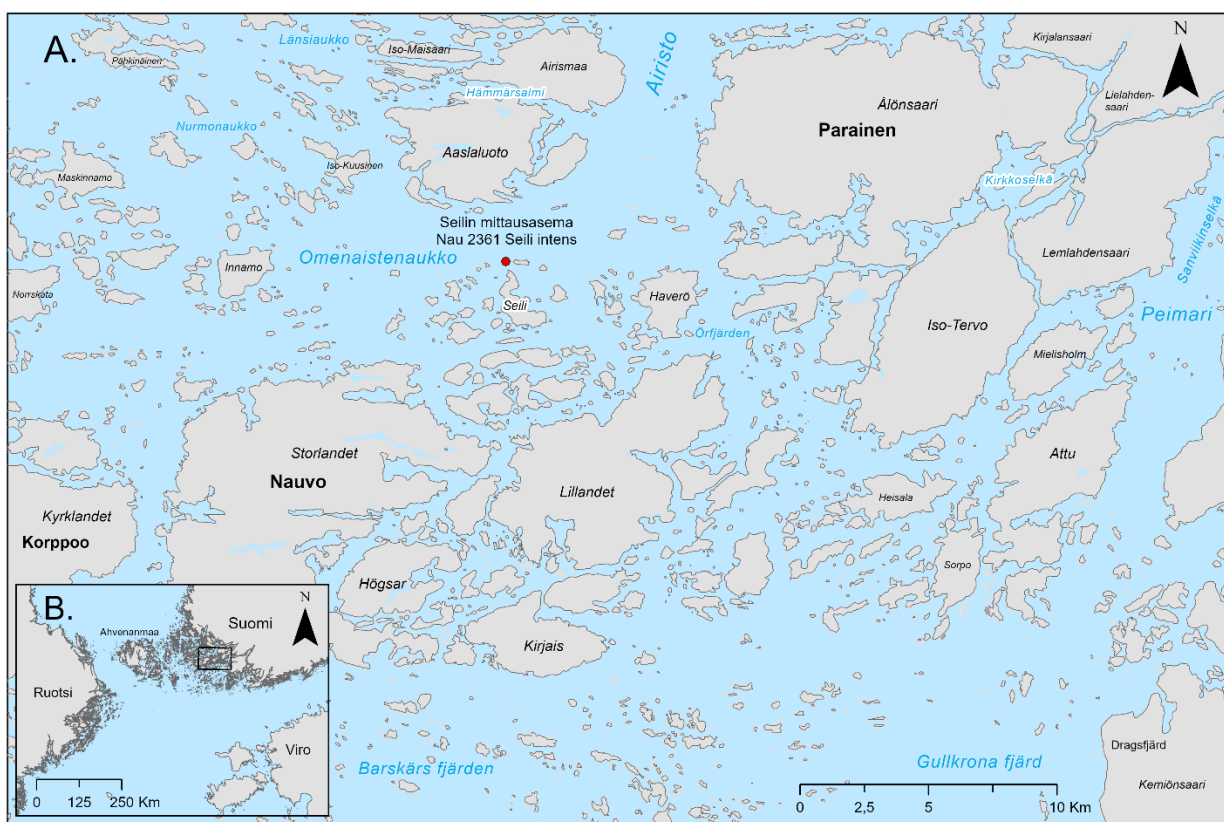 A.
Länsiaukko
Iso-Maisaari
Pähkinäinen
Airismaa
Airisto
Kirjalansaari
N
Hämmärsalmi
Ålönsaari
Parainen
Lielahden-
saari
Nurmonaukko
Iso-Kuusinen
Aaslaluoto
Maskinnamo
Kirkkoselkä
Seilin mittausasema
Nau 2361 Seili intens
Omenaistenaukko
Innamo
Norrskata
Seili
Haverö
Örfjärden
Lemlahdensaari
Sanviikinselkä
Iso-Tervo
Peimari
Mielisholm
Storlandet
Nauvo
Lillandet
Attu
Heisala
Kyrklandet
Korppoo
Sorpo
Högsar
Kirjais
B.
N
Ahvenanmaa
Suomi
Ruotsi
Viro
0 125 250 Km
Barskärs fjärden
Gullkrona fjärd
Dragsfjärd
Kemiönsaari
0 2,5 5 10 Km